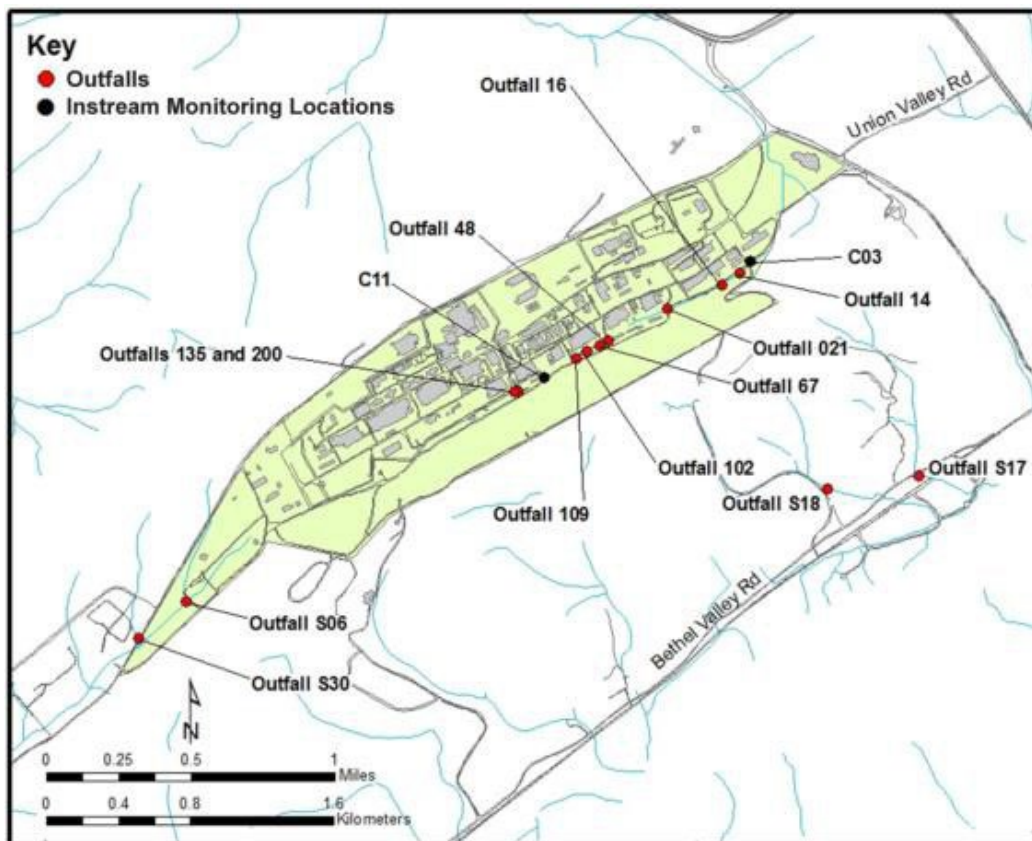 Key
Outfalls
Instream Monitoring Locations
Outfall 16
Union Valley Rd
Outfall 48
C11
C03
Outfall 14
Outfalls 135 and 200
Outfall 021
Outfall 67
Outfall 102
Outfall S17
Outfall S18
Outfall 109
Bethel Valley Rd
Outfall S06
Outfall S30
N
0 0.25 0.5 1
Miles
0 0.4 0.8 1.6
Kilometers